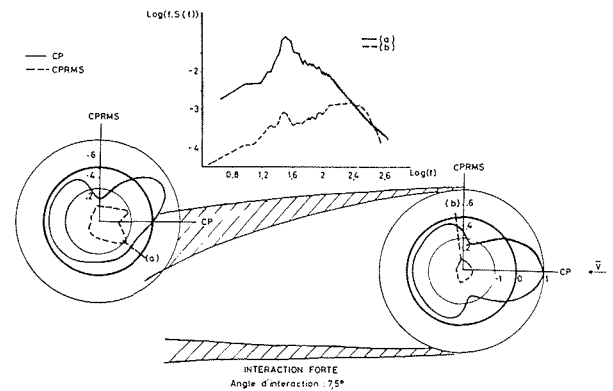 Log(f.S(f))
(a)
(b)
CP
CPRMS
-2
-3
-4
0,8 1,2 1,6 2 2,4 2,6
Log(f)
CPRMS
.6
.4
.2
CP
(a)
CPRMS
(b)
.6
.4
.2
-1 0 1
CP
V
INTERACTION FORTE
Angle d'interaction : 7,5°